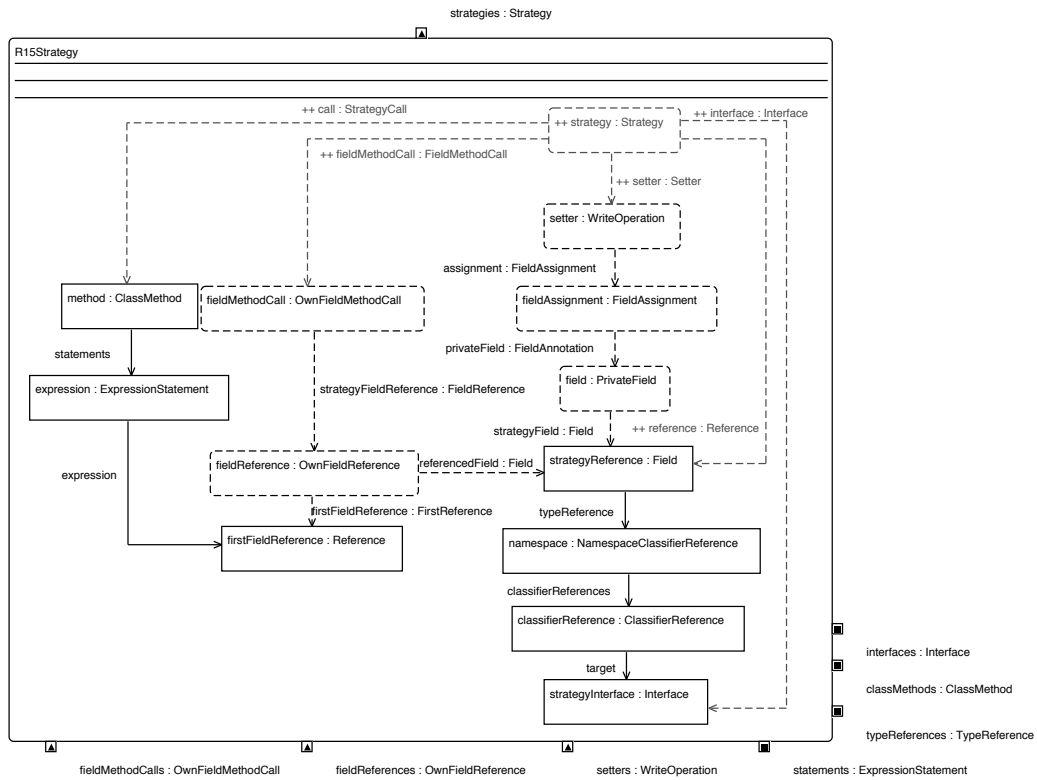 strategies : Strategy
R15Strategy
++ call : StrategyCall
++ interface : Interface
++ strategy : Strategy
++ fieldMethodCall : FieldMethodCall
++ setter : Setter
setter : WriteOperation
assignment : FieldAssignment
method : ClassMethod
fieldMethodCall : OwnFieldMethodCall
fieldAssignment : FieldAssignment
statements
privateField : FieldAnnotation
expression : ExpressionStatement
strategyFieldReference : FieldReference
field : PrivateField
strategyField : Field
++ reference : Reference
expression
fieldReference : OwnFieldReference
referencedField : Field
strategyReference : Field
firstFieldReference : FirstReference
typeReference
firstFieldReference : Reference
namespace : NamespaceClassifierReference
classifierReferences
classifierReference : ClassifierReference
target
interfaces : Interface
strategyInterface : Interface
classMethods : ClassMethod
typeReferences : TypeReference
fieldMethodCalls : OwnFieldMethodCall
fieldReferences : OwnFieldReference
setters : WriteOperation
statements : ExpressionStatement